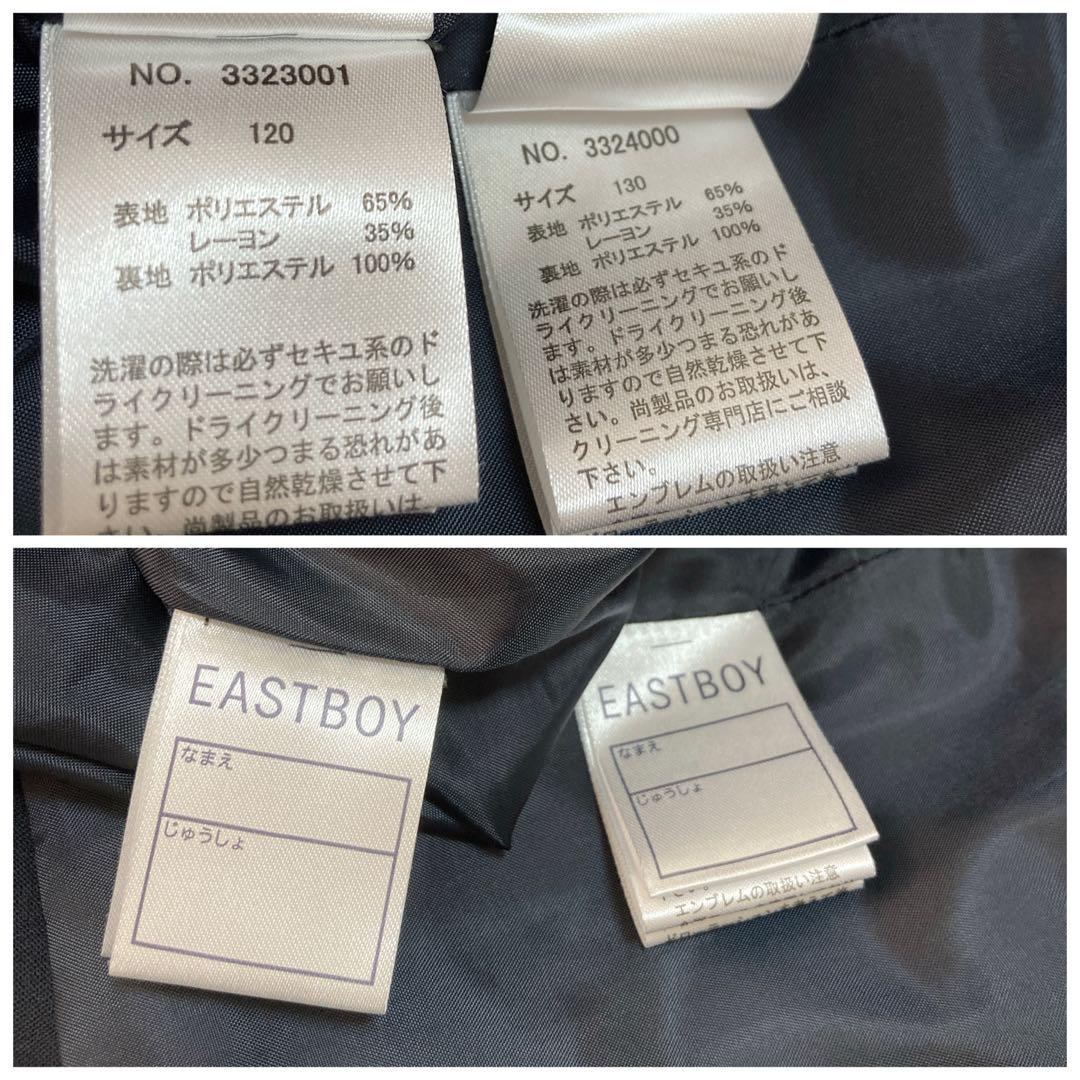 NO. 3323001
サイズ 120
表地 ポリエステル 65%
レーヨン 35%
裏地 ポリエステル 100%
洗濯の際は必ずセキユ系のド
ライクリーニングでお願いし
ます。ドライクリーニング後
は素材が多少つまる恐れがあ
りますので自然乾燥させて下
さい。尚製品のお取扱いは、
NO. 3324000
サイズ 130
表地 ポリエステル 65%
レーヨン 35%
裏地 ポリエステル 100%
洗濯の際は必ずセキユ系のド
ライクリーニングでお願いし
ます。ドライクリーニング後
は素材が多少つまる恐れがあ
りますので自然乾燥させて下
さい。尚製品のお取扱いは、
クリーニング専門店にご相談
下さい。
エンブレムの取扱い注意
EASTBOY
なまえ
じゅうしょ
EASTBOY
なまえ
じゅうしょ
エンブレムの取扱い注意